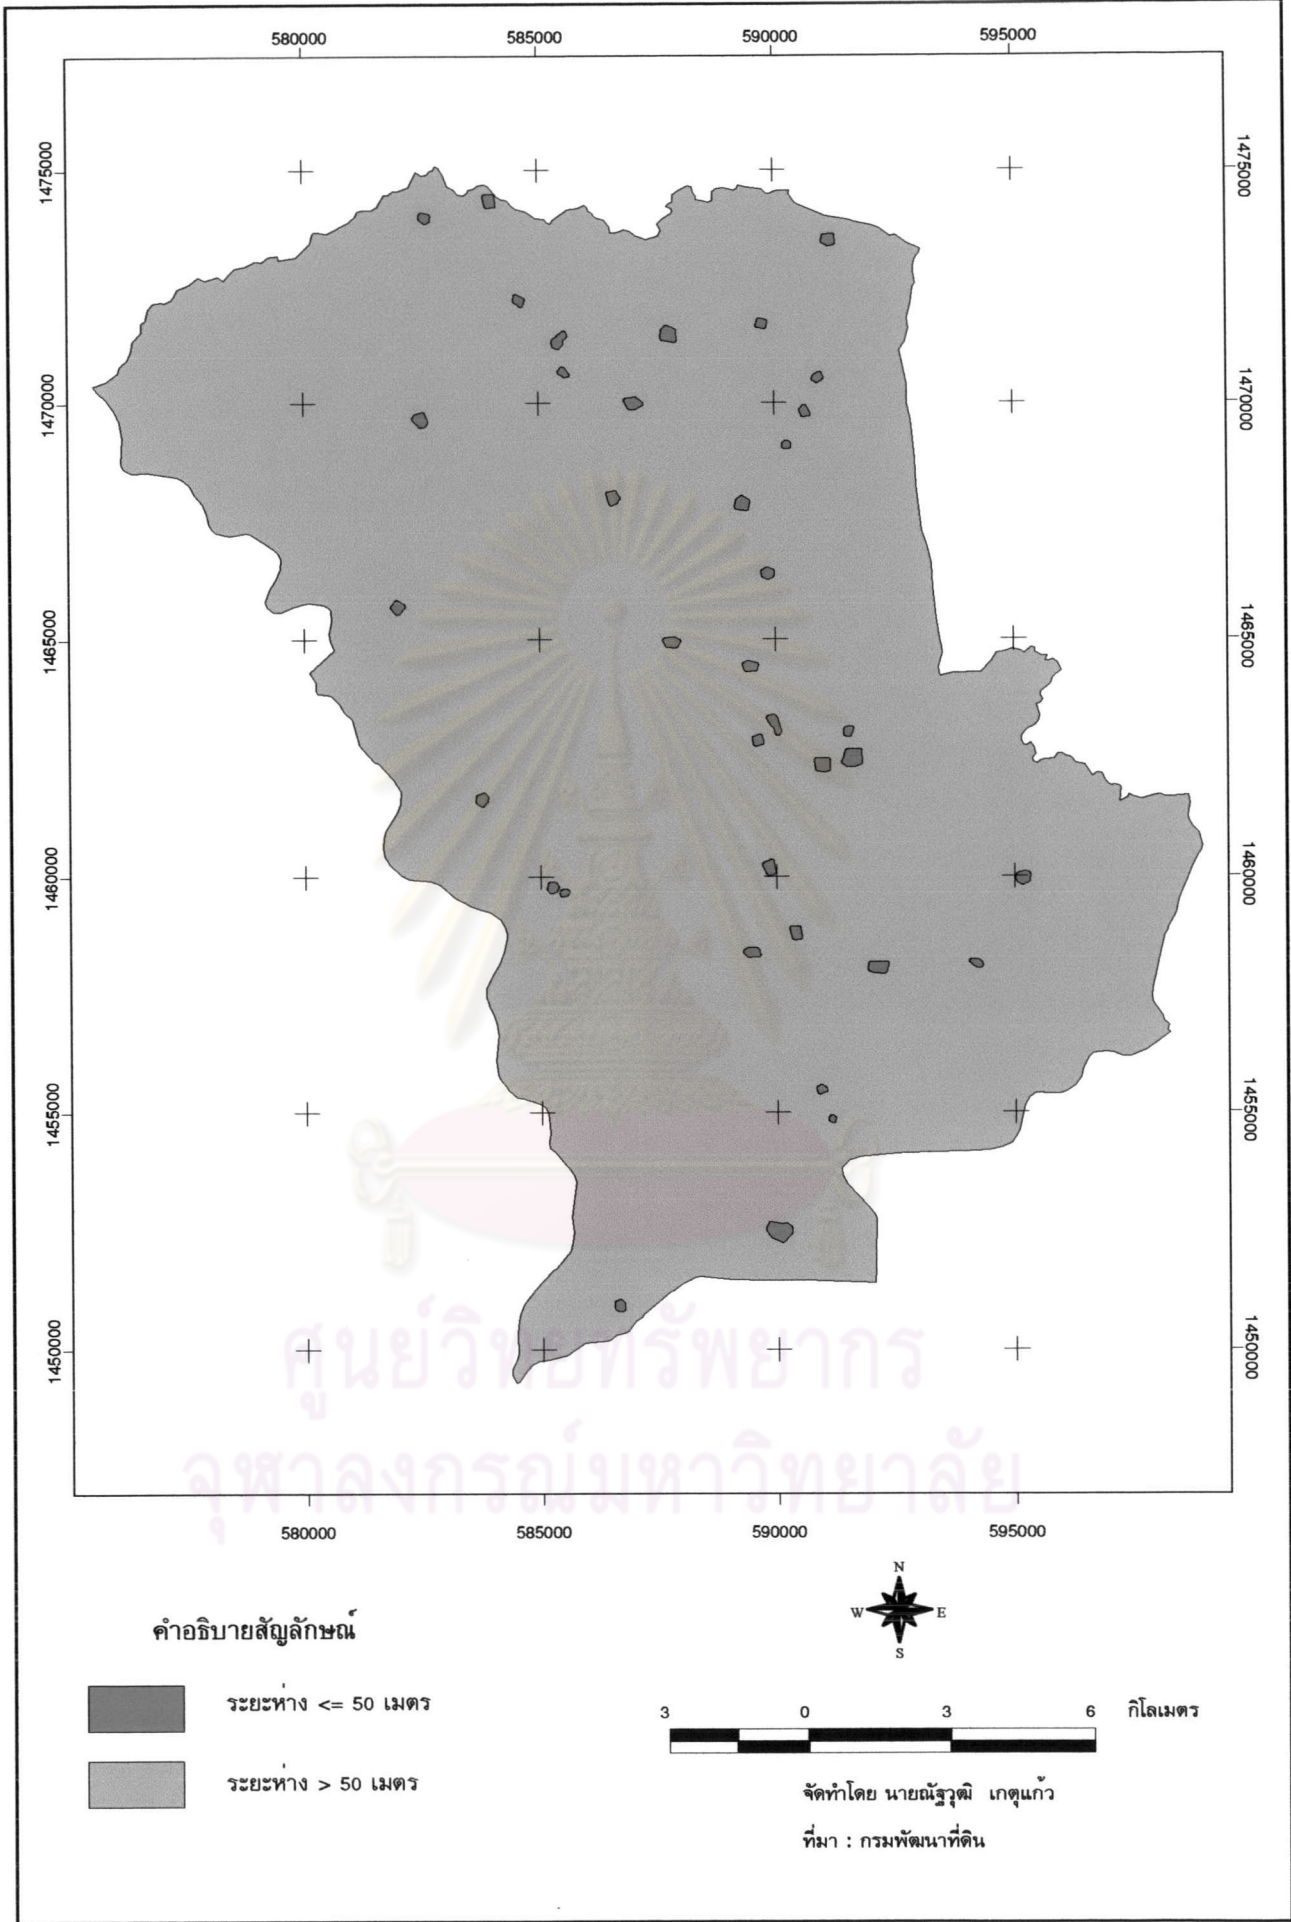 580000 585000 590000 595000
1475000 1475000
1470000 1470000
1465000 1465000
1460000 1460000
1455000 1455000
1450000 1450000
ศูนย์วิทยทรัพยากร
จุฬาลงกรณ์มหาวิทยาลัย
580000 585000 590000 595000
N
W E
S
คำอธิบายสัญลักษณ์
ระยะห่าง <= 50 เมตร
ระยะห่าง > 50 เมตร
3 0 3 6 กิโลเมตร
จัดทำโดย นายณัฐวุฒิ เกตุแก้ว
ที่มา : กรมพัฒนาที่ดิน